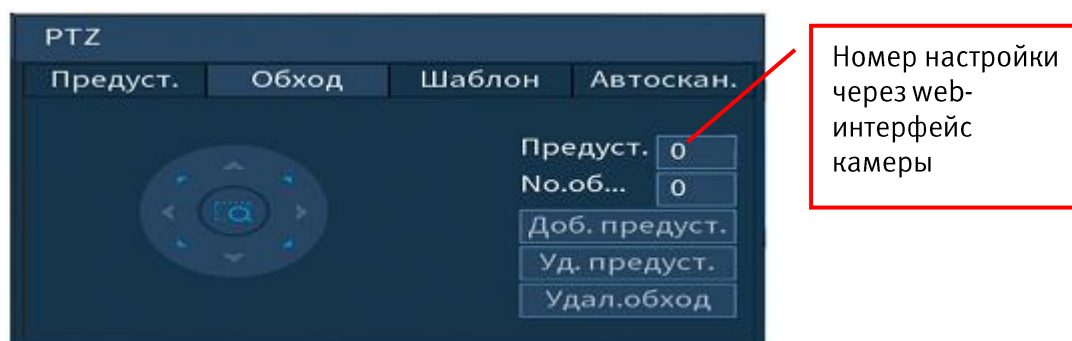 PTZ
Предуст. Обход Шаблон Автоскан.
Предуст. 0
No.об... 0
Доб. предуст.
Уд. предуст.
Удал.обход
Номер настройки
через web-
интерфейс
камеры